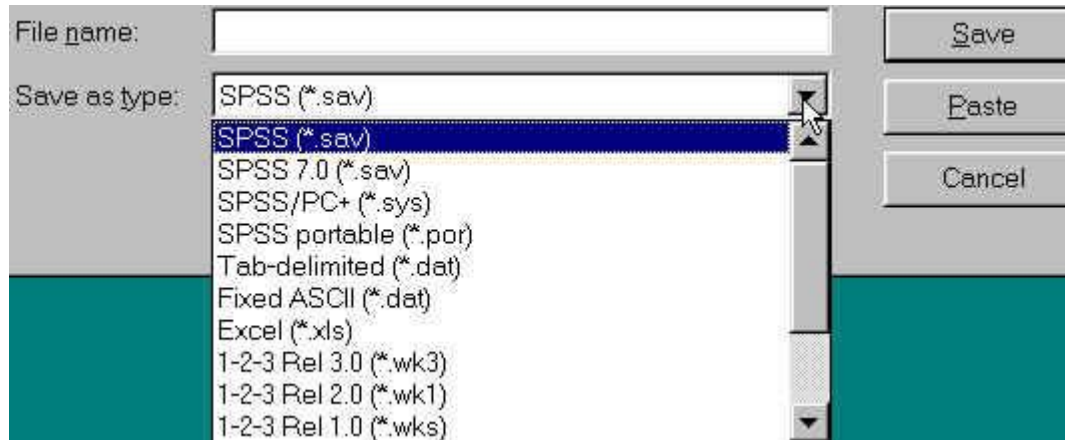 File name:
Save
Save as type: SPSS (*.sav)
Paste
SPSS (*.sav)
SPSS 7.0 (*.sav)
Cancel
SPSS/PC+ (*.sys)
SPSS portable (*.por)
Tab-delimited (*.dat)
Fixed ASCII (*.dat)
Excel (*.xls)
1-2-3 Rel 3.0 (*.wk3)
1-2-3 Rel 2.0 (*.wk1)
1-2-3 Rel 1.0 (*.wks)